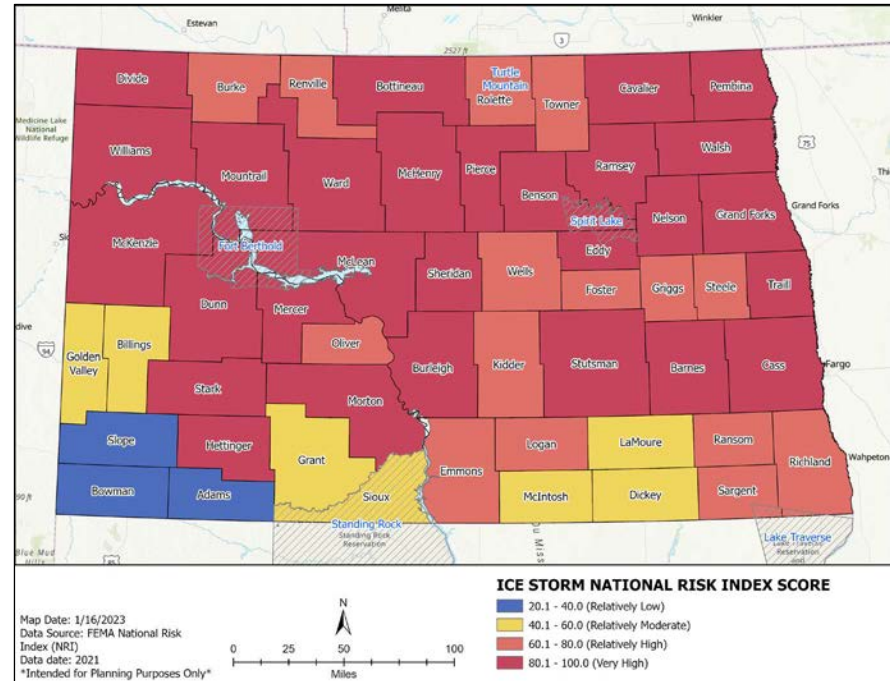 Estevan
Melita
Winkler
2527 ft
3
Divide
Burke
Renville
Bottineau
Turtle
Mountain
Rolette
Towner
Cavalier
Pembina
Medicine Lake
National
Wildlife Refuge
Williams
Mountrail
Ward
McHenry
Pierce
Benson
Ramsey
Walsh
75
Spirit Lake
Nelson
Grand Forks
Grand Forks
McKenzie
Fort Berthold
McLean
Sheridan
Wells
Eddy
Foster
Griggs
Steele
Traill
Dunn
Mercer
Oliver
dive
94
Golden
Valley
Billings
Stark
Morton
Burleigh
Kidder
Stutsman
Barnes
Cass
Fargo
Slope
Hettinger
Grant
Emmons
Logan
LaMoure
Ransom
Richland
Wahpeton
Bowman
Adams
Sioux
McIntosh
Dickey
Sargent
Standing Rock
Standing Rock
Reservation
Lake Traverse
Reservation
and
Blue Mud
Hills
85
ICE STORM NATIONAL RISK INDEX SCORE
20.1 - 40.0 (Relatively Low)
40.1 - 60.0 (Relatively Moderate)
60.1 - 80.0 (Relatively High)
80.1 - 100.0 (Very High)
Map Date: 1/16/2023
Data Source: FEMA National Risk
Index (NRI)
Data date: 2021
*Intended for Planning Purposes Only*
N
0 25 50 100
Miles